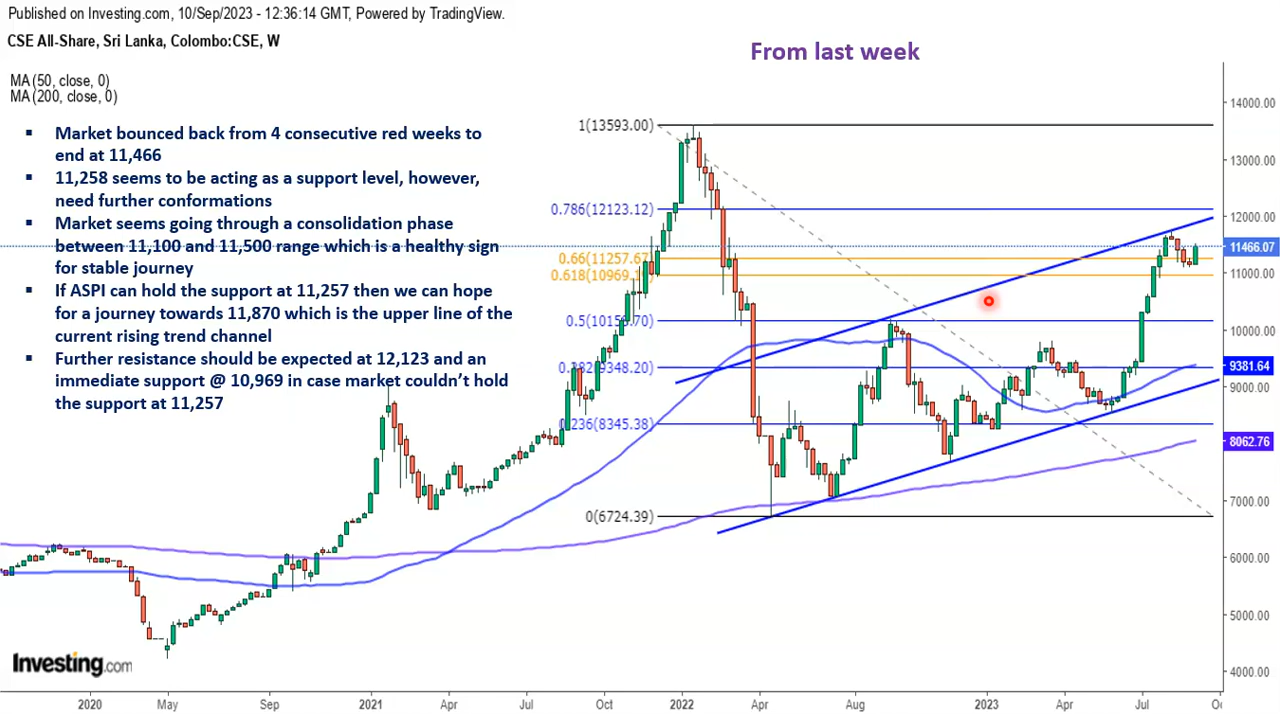 Published on Investing.com, 10/Sep/2023 - 12:36:14 GMT, Powered by TradingView.
CSE All-Share, Sri Lanka, Colombo:CSE, W
From last week
MA (50, close, 0)
MA (200, close, 0)
Market bounced back from 4 consecutive red weeks to
end at 11,466
11,258 seems to be acting as a support level, however,
need further conformations
Market seems going through a consolidation phase
between 11,100 and 11,500 range which is a healthy sign
for stable journey
If ASPI can hold the support at 11,257 then we can hope
for a journey towards 11,870 which is the upper line of the
current rising trend channel
Further resistance should be expected at 12,123 and an
immediate support @ 10,969 in case market couldn't hold
the support at 11,257
1(13593.00)
0.786(12123.12)
0.66(11257.67)
0.5(10158.70)
0.382(9348.20)
0.236(8345.38)
0(6724.39)
14000.00
13000.00
12000.00
11466.07
11000.00
10000.00
9381.64
9000.00
8062.76
7000.00
6000.00
5000.00
4000.00
Investing.com
2020
May
Sep
2021
Apr
Jul
Oct
2022
Apr
Aug
2023
Apr
Jul